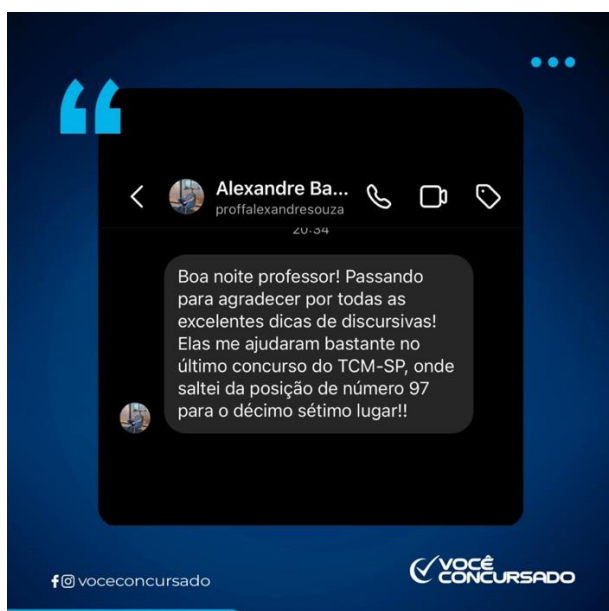 Alexandre Ba...
proffalexandresouza
20:34
Boa noite professor! Passando
para agradecer por todas as
excelentes dicas de discursivas!
Elas me ajudaram bastante no
último concurso do TCM-SP, onde
saltei da posição de número 97
para o décimo sétimo lugar!!
voceconcursado
VOCÊ
CONCURSADO